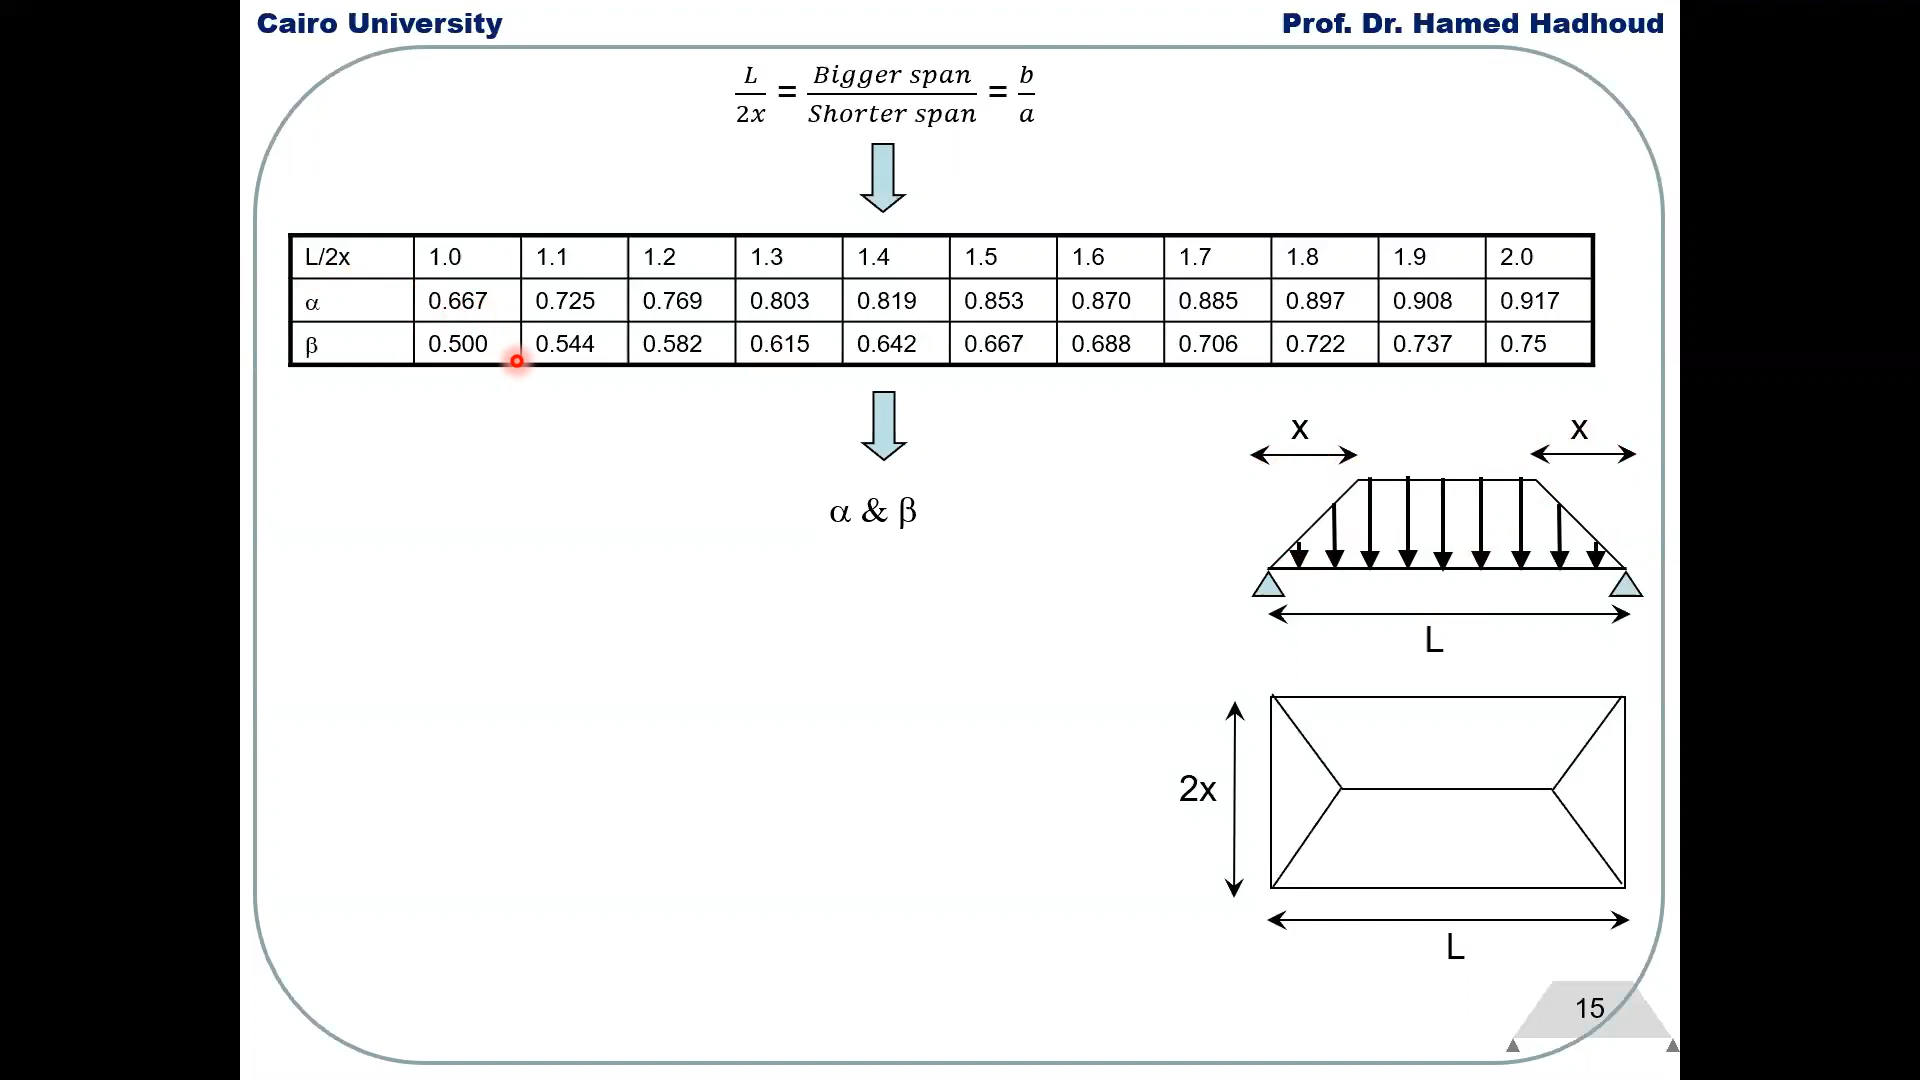 Cairo University
Prof. Dr. Hamed Hadhoud
L/2x = Bigger span/Shorter span = b/a
L/2x 1.0 1.1 1.2 1.3 1.4 1.5 1.6 1.7 1.8 1.9 2.0
α 0.667 0.725 0.769 0.803 0.819 0.853 0.870 0.885 0.897 0.908 0.917
β 0.500 0.544 0.582 0.615 0.642 0.667 0.688 0.706 0.722 0.737 0.75
α & β
x x
L
2x
L
15